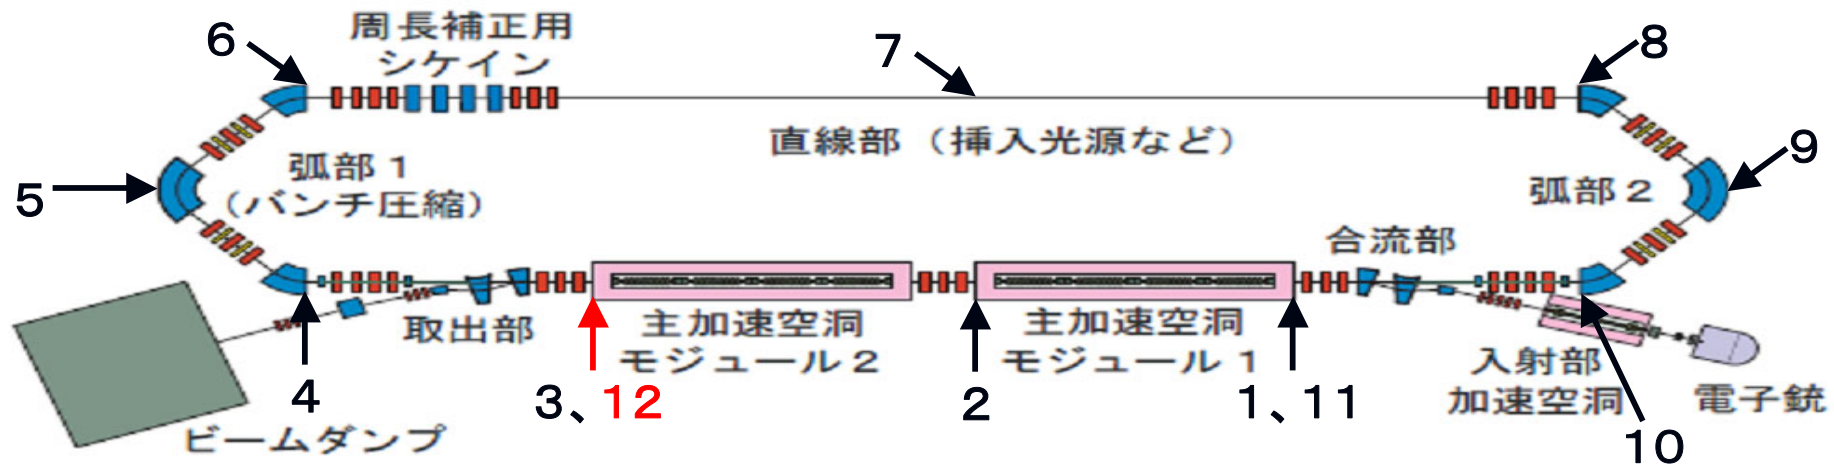 6
周長補正用
シケイン
7
8
直線部（挿入光源など）
9
弧部１
（バンチ圧縮）
5
弧部２
合流部
取出部
主加速空洞
モジュール２
主加速空洞
モジュール１
入射部
加速空洞
電子銃
4
3、12
2
1、11
10
ビームダンプ